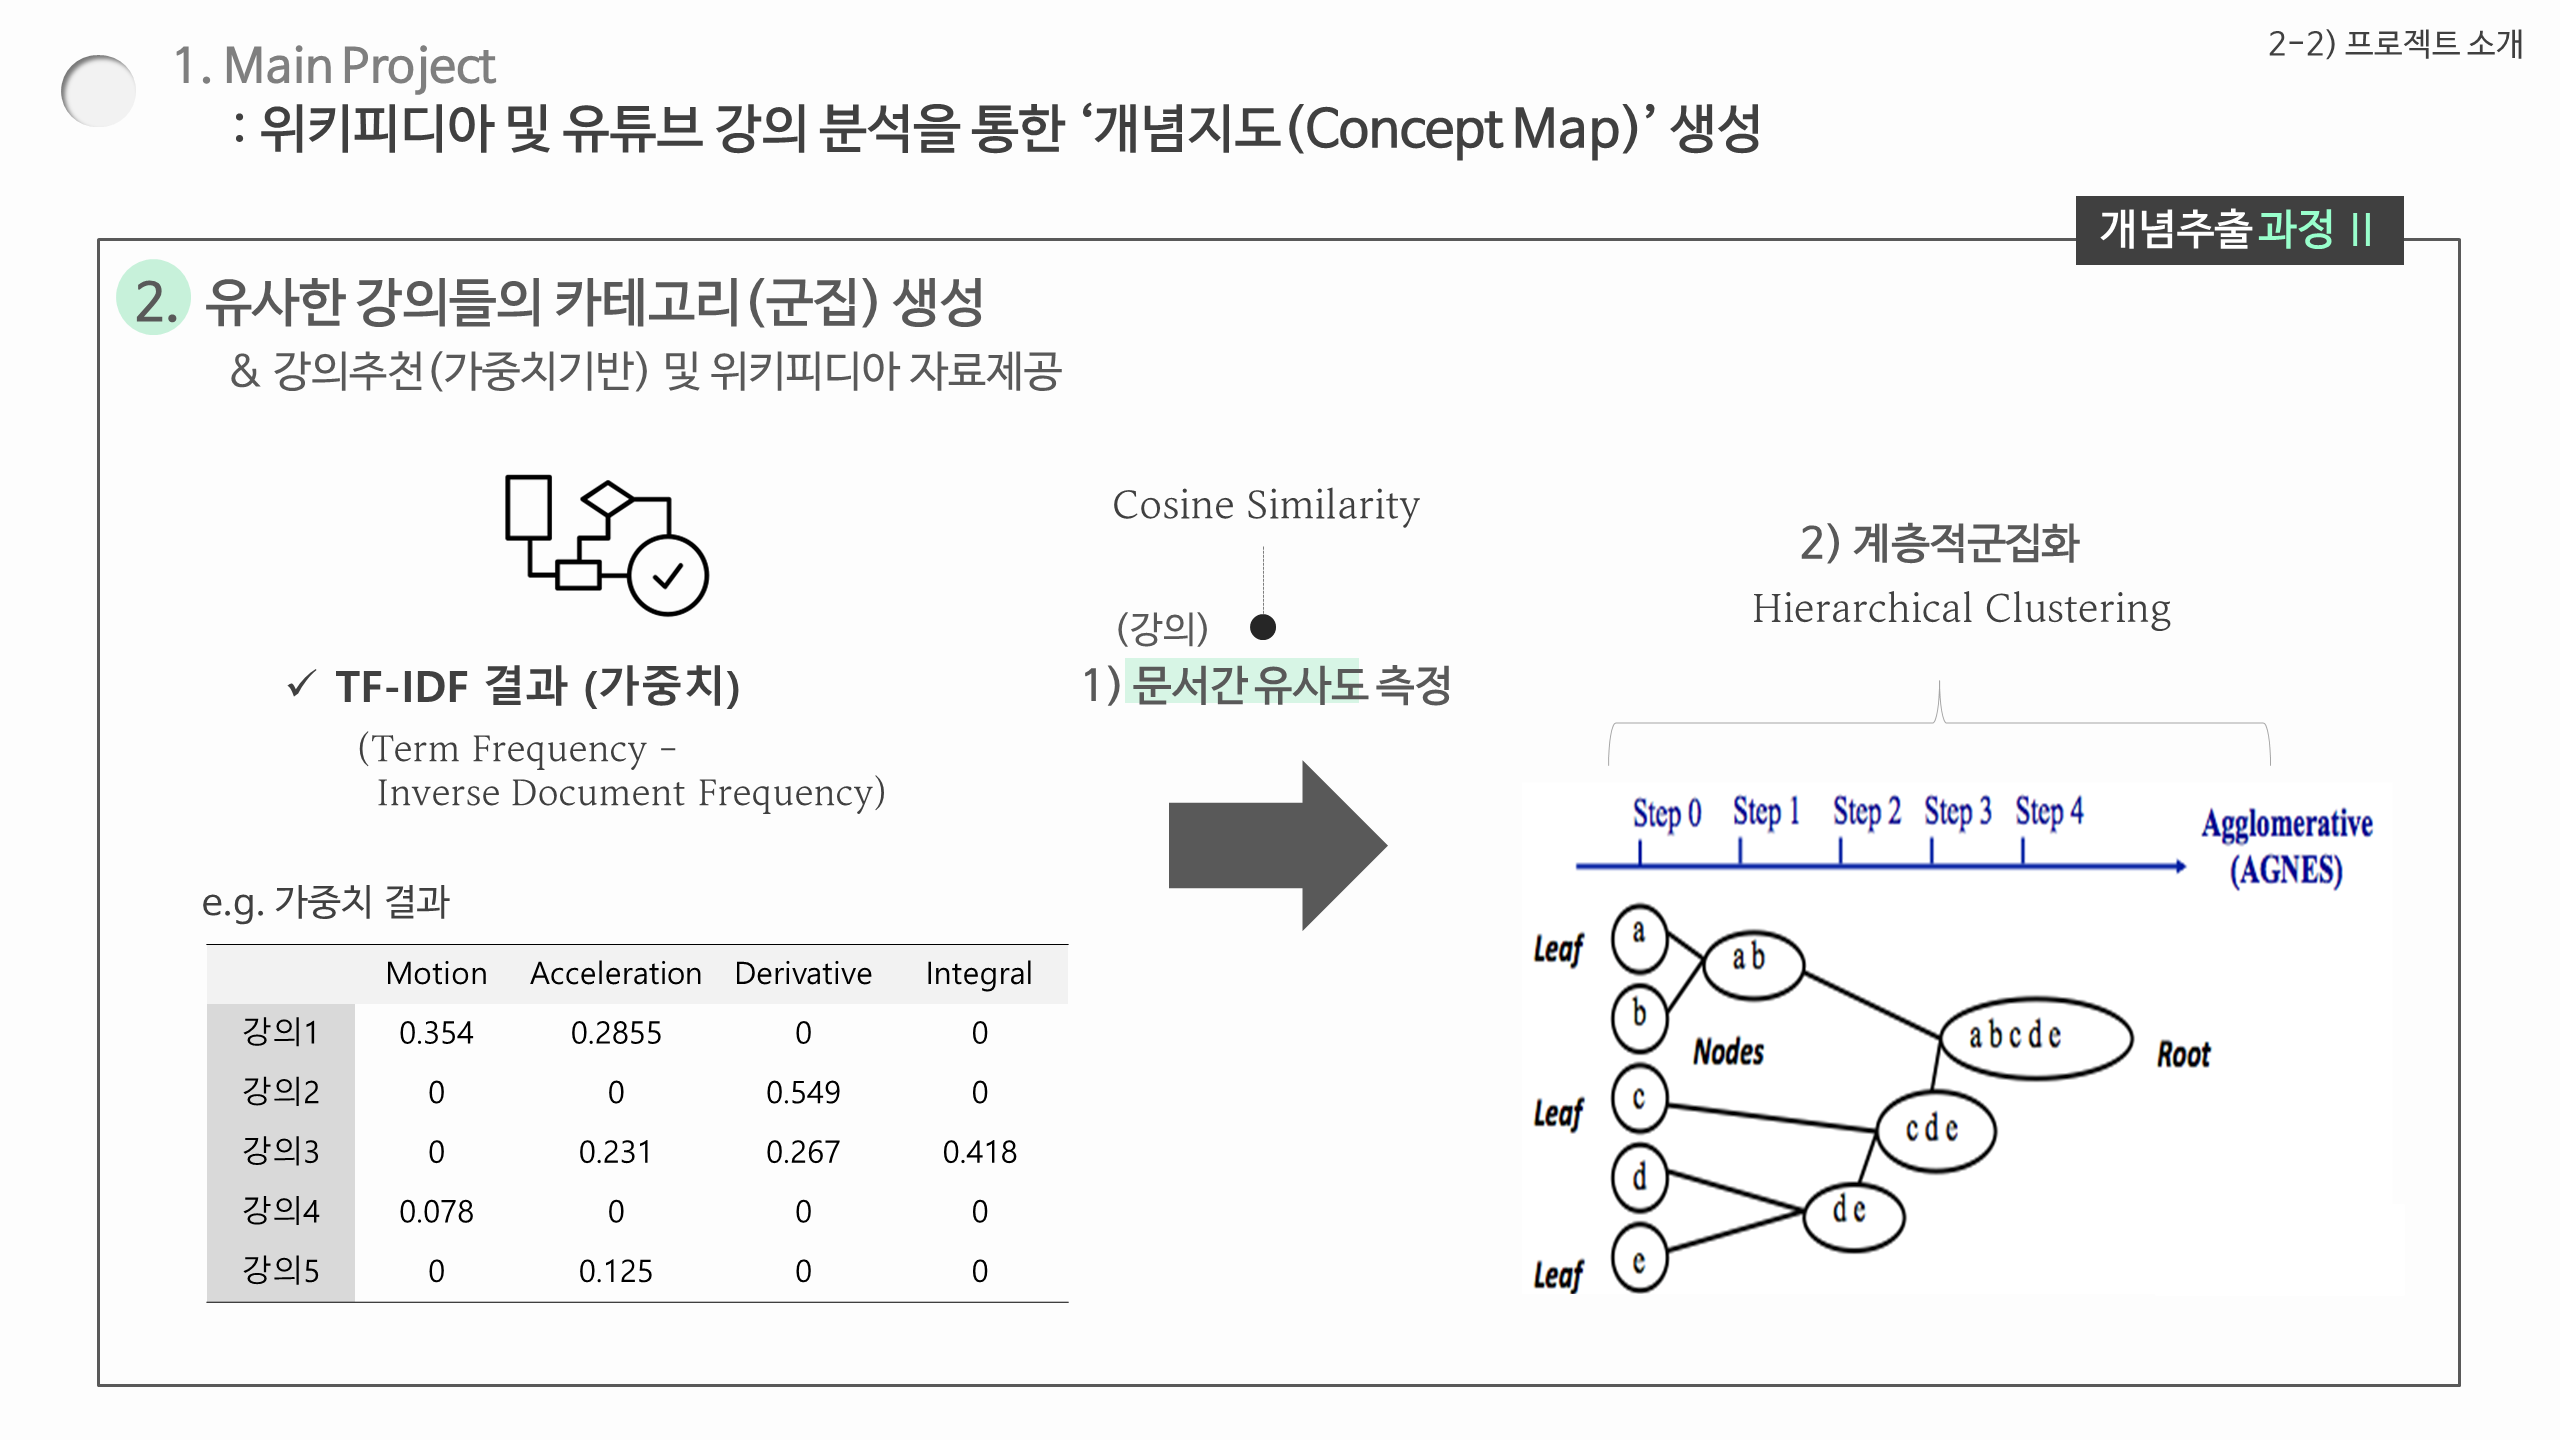 2-2) 프로젝트 소개
1. Main Project
: 위키피디아 및 유튜브 강의 분석을 통한 ‘개념지도(Concept Map)’ 생성
개념추출 과정 Ⅱ
2. 유사한 강의들의 카테고리(군집) 생성
& 강의추천(가중치기반) 및 위키피디아 자료제공
✓ TF-IDF 결과 (가중치)
(Term Frequency –
Inverse Document Frequency)
e.g. 가중치 결과
Motion Acceleration Derivative Integral
강의1 0.354 0.2855 0 0
강의2 0 0 0.549 0
강의3 0 0.231 0.267 0.418
강의4 0.078 0 0 0
강의5 0 0.125 0 0
Cosine Similarity
(강의)
1) 문서간 유사도 측정
2) 계층적군집화
Hierarchical Clustering
Step 0 Step 1 Step 2 Step 3 Step 4
Agglomerative
(AGNES)
Leaf a
a b
b
Nodes
a b c d e
Root
Leaf c
c d e
d
d e
Leaf e